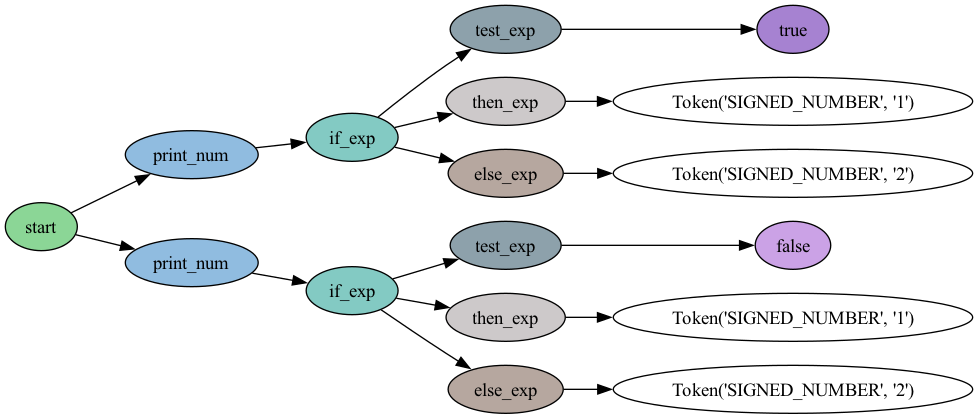 start
print_num
if_exp
test_exp
true
then_exp
Token('SIGNED_NUMBER', '1')
else_exp
Token('SIGNED_NUMBER', '2')
print_num
if_exp
test_exp
false
then_exp
Token('SIGNED_NUMBER', '1')
else_exp
Token('SIGNED_NUMBER', '2')